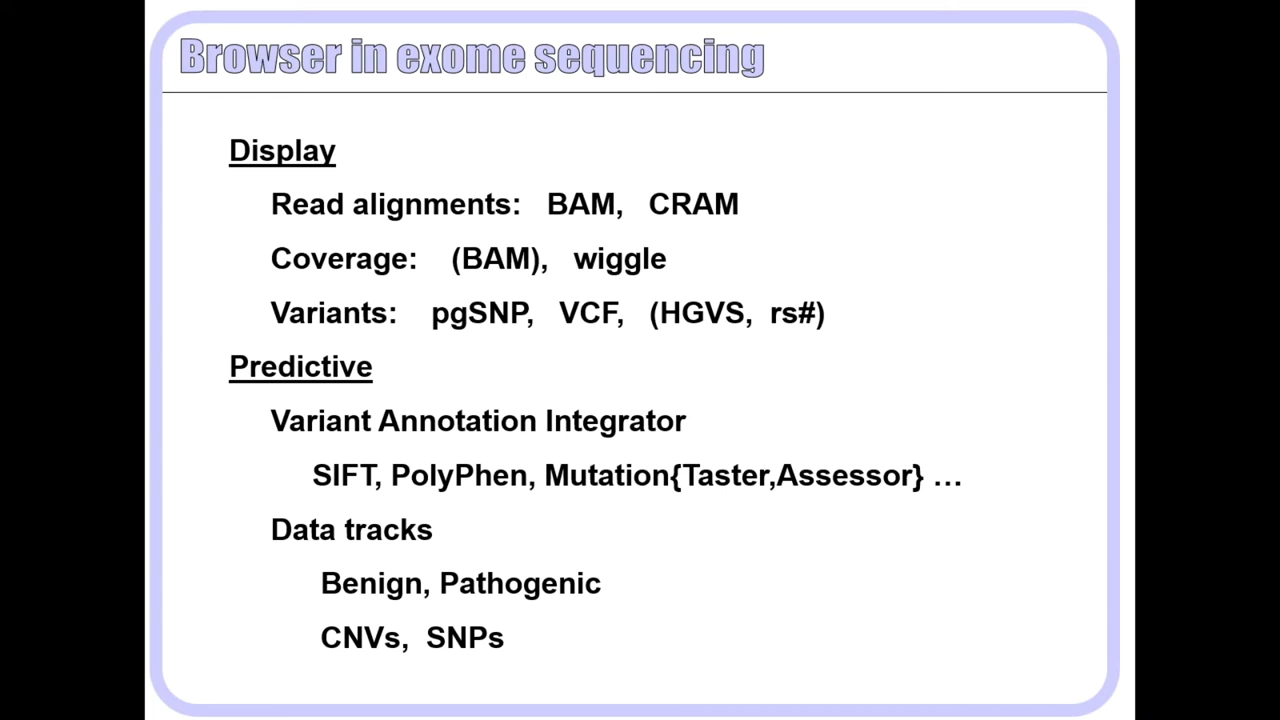 Browser in exome sequencing
Display
Read alignments: BAM, CRAM
Coverage: (BAM), wiggle
Variants: pgSNP, VCF, (HGVS, rs#)
Predictive
Variant Annotation Integrator
SIFT, PolyPhen, Mutation{Taster,Assessor} …
Data tracks
Benign, Pathogenic
CNVs, SNPs